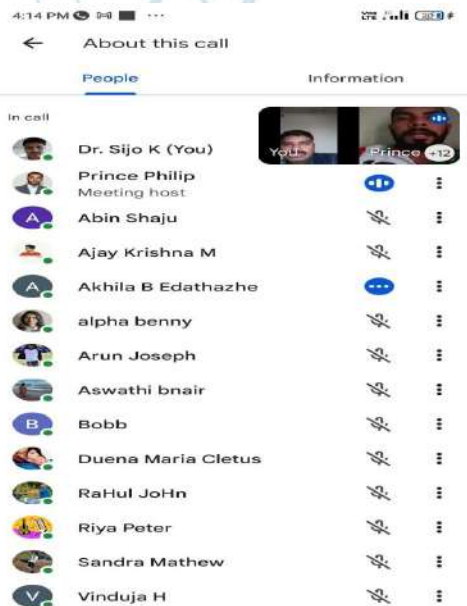 4:14 PM
About this call
People
Information
In call
You
Prince
+12
Dr. Sijo K (You)
Prince Philip
Meeting host
A
Abin Shaju
Ajay Krishna M
A
Akhila B Edathazhe
alpha benny
Arun Joseph
Aswathi bnair
B
Bobb
Duena Maria Cletus
RaHul JoHn
Riya Peter
Sandra Mathew
V
Vinduja H